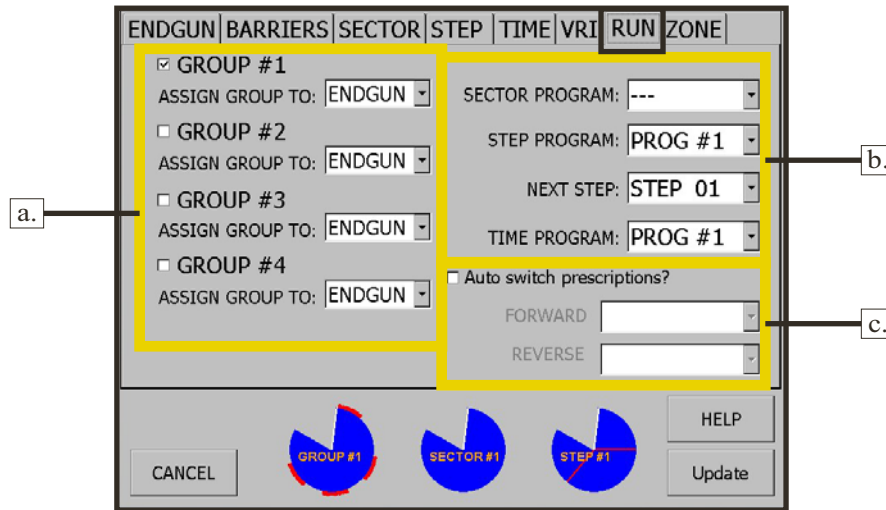 ENDGUN BARRIERS SECTOR STEP TIME VRI RUN ZONE
GROUP #1
ASSIGN GROUP TO: ENDGUN
GROUP #2
ASSIGN GROUP TO: ENDGUN
GROUP #3
ASSIGN GROUP TO: ENDGUN
GROUP #4
ASSIGN GROUP TO: ENDGUN
a.
SECTOR PROGRAM: ---
STEP PROGRAM: PROG #1
NEXT STEP: STEP 01
TIME PROGRAM: PROG #1
b.
Auto switch prescriptions?
FORWARD
REVERSE
c.
CANCEL
GROUP #1
SECTOR #1
STEP #1
HELP
Update